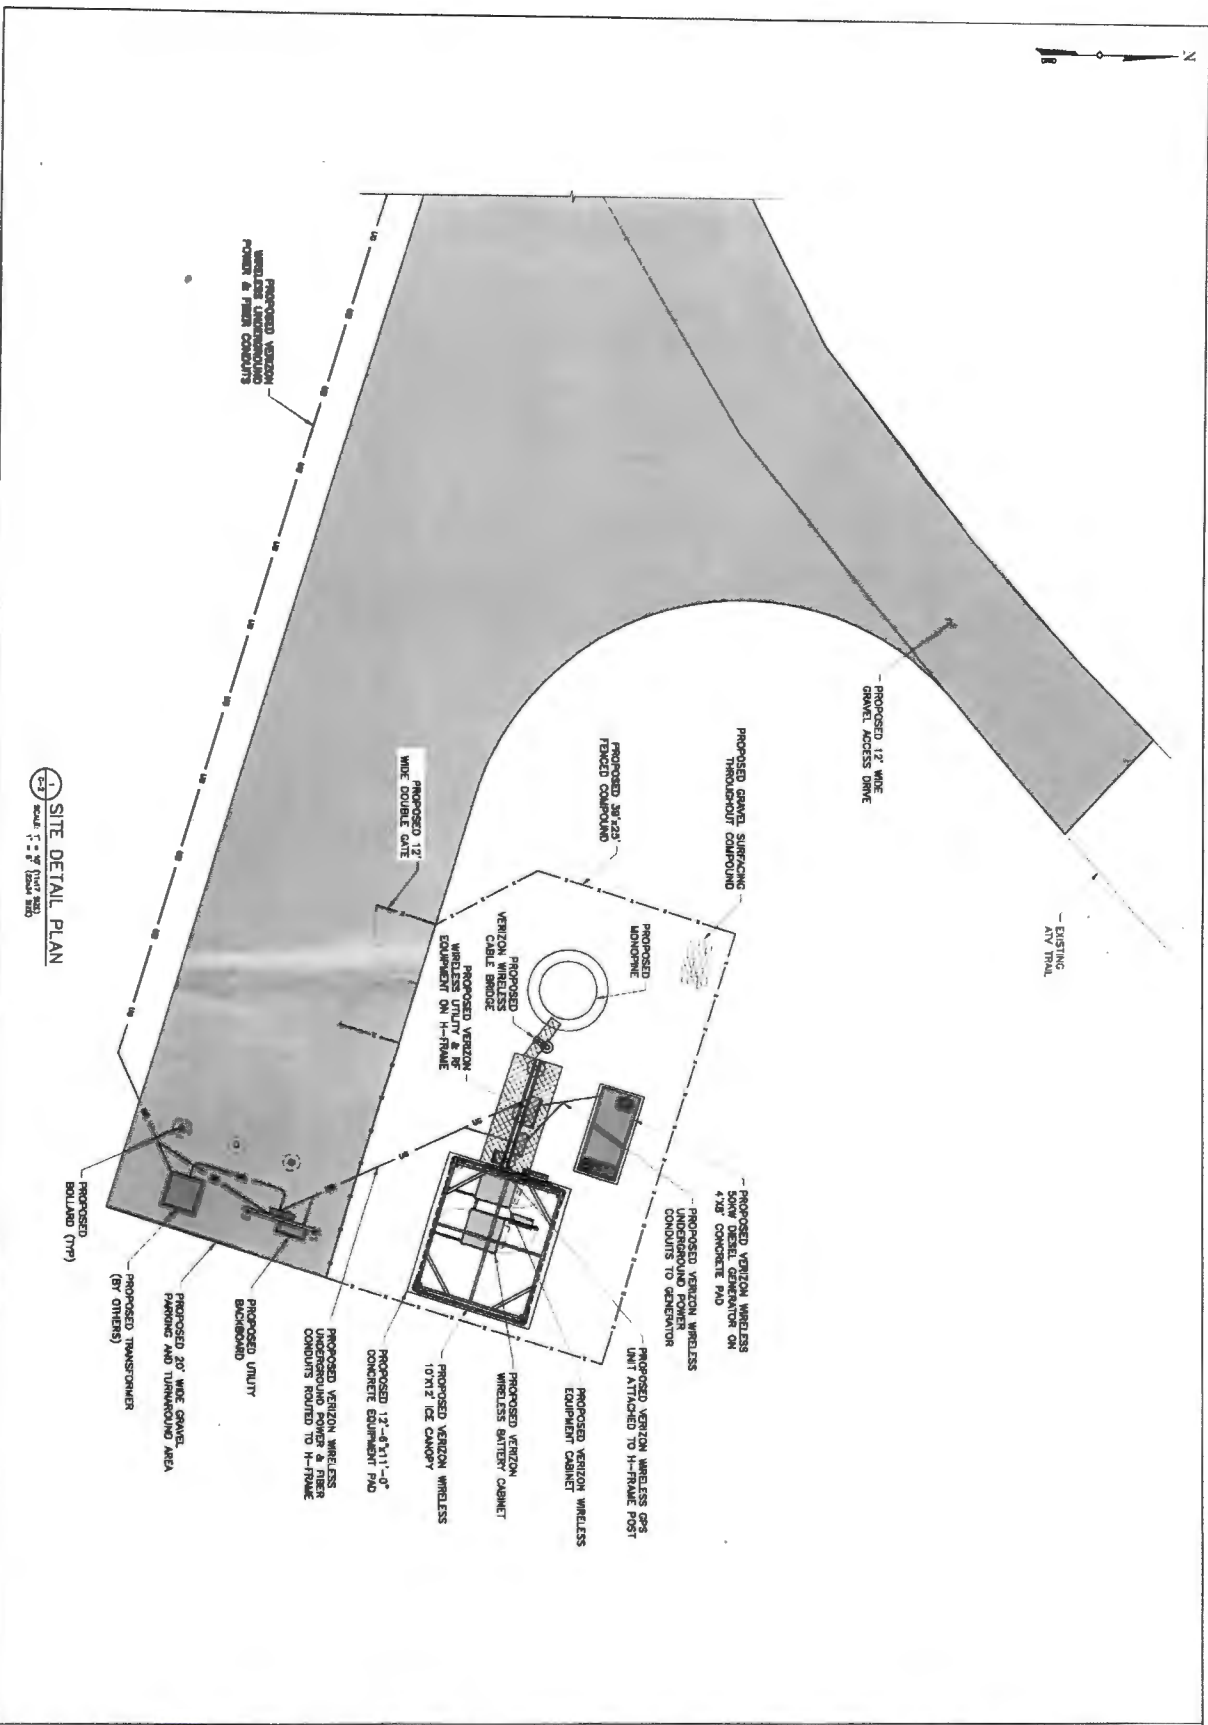 N
PROPOSED VERIZON
WIRELESS UNDERGROUND
POWER & FIBER CONDUITS
PROPOSED 12' WIDE
GRAVEL ACCESS DRIVE
EXISTING
ATV TRAIL
PROPOSED GRAVEL SURFACING
THROUGHOUT COMPOUND
FENCED COMPOUND
PROPOSED 12'
WIDE DOUBLE GATE
PROPOSED
MONOPINE
PROPOSED
VERIZON WIRELESS
CABLE BRIDGE
PROPOSED VERIZON
WIRELESS UTILITY & RF
EQUIPMENT ON H-FRAME
PROPOSED VERIZON WIRELESS
50KW DIESEL GENERATOR ON
4'X8' CONCRETE PAD
PROPOSED VERIZON WIRELESS
UNDERGROUND POWER
CONDUITS TO GENERATOR
PROPOSED VERIZON WIRELESS GPS
UNIT ATTACHED TO H-FRAME POST
PROPOSED VERIZON WIRELESS
EQUIPMENT CABINET
PROPOSED VERIZON
WIRELESS BATTERY CABINET
PROPOSED VERIZON WIRELESS
10'X12' ICE CANOPY
PROPOSED 12'-6"x11'-0"
CONCRETE EQUIPMENT PAD
PROPOSED VERIZON WIRELESS
UNDERGROUND POWER & FIBER
CONDUITS ROUTED TO H-FRAME
PROPOSED UTILITY
BACKBOARD
PROPOSED 20' WIDE GRAVEL
PARKING AND TURNAROUND AREA
PROPOSED TRANSFORMER
(BY OTHERS)
PROPOSED
BOLLARD (TYP)
1
SITE DETAIL PLAN